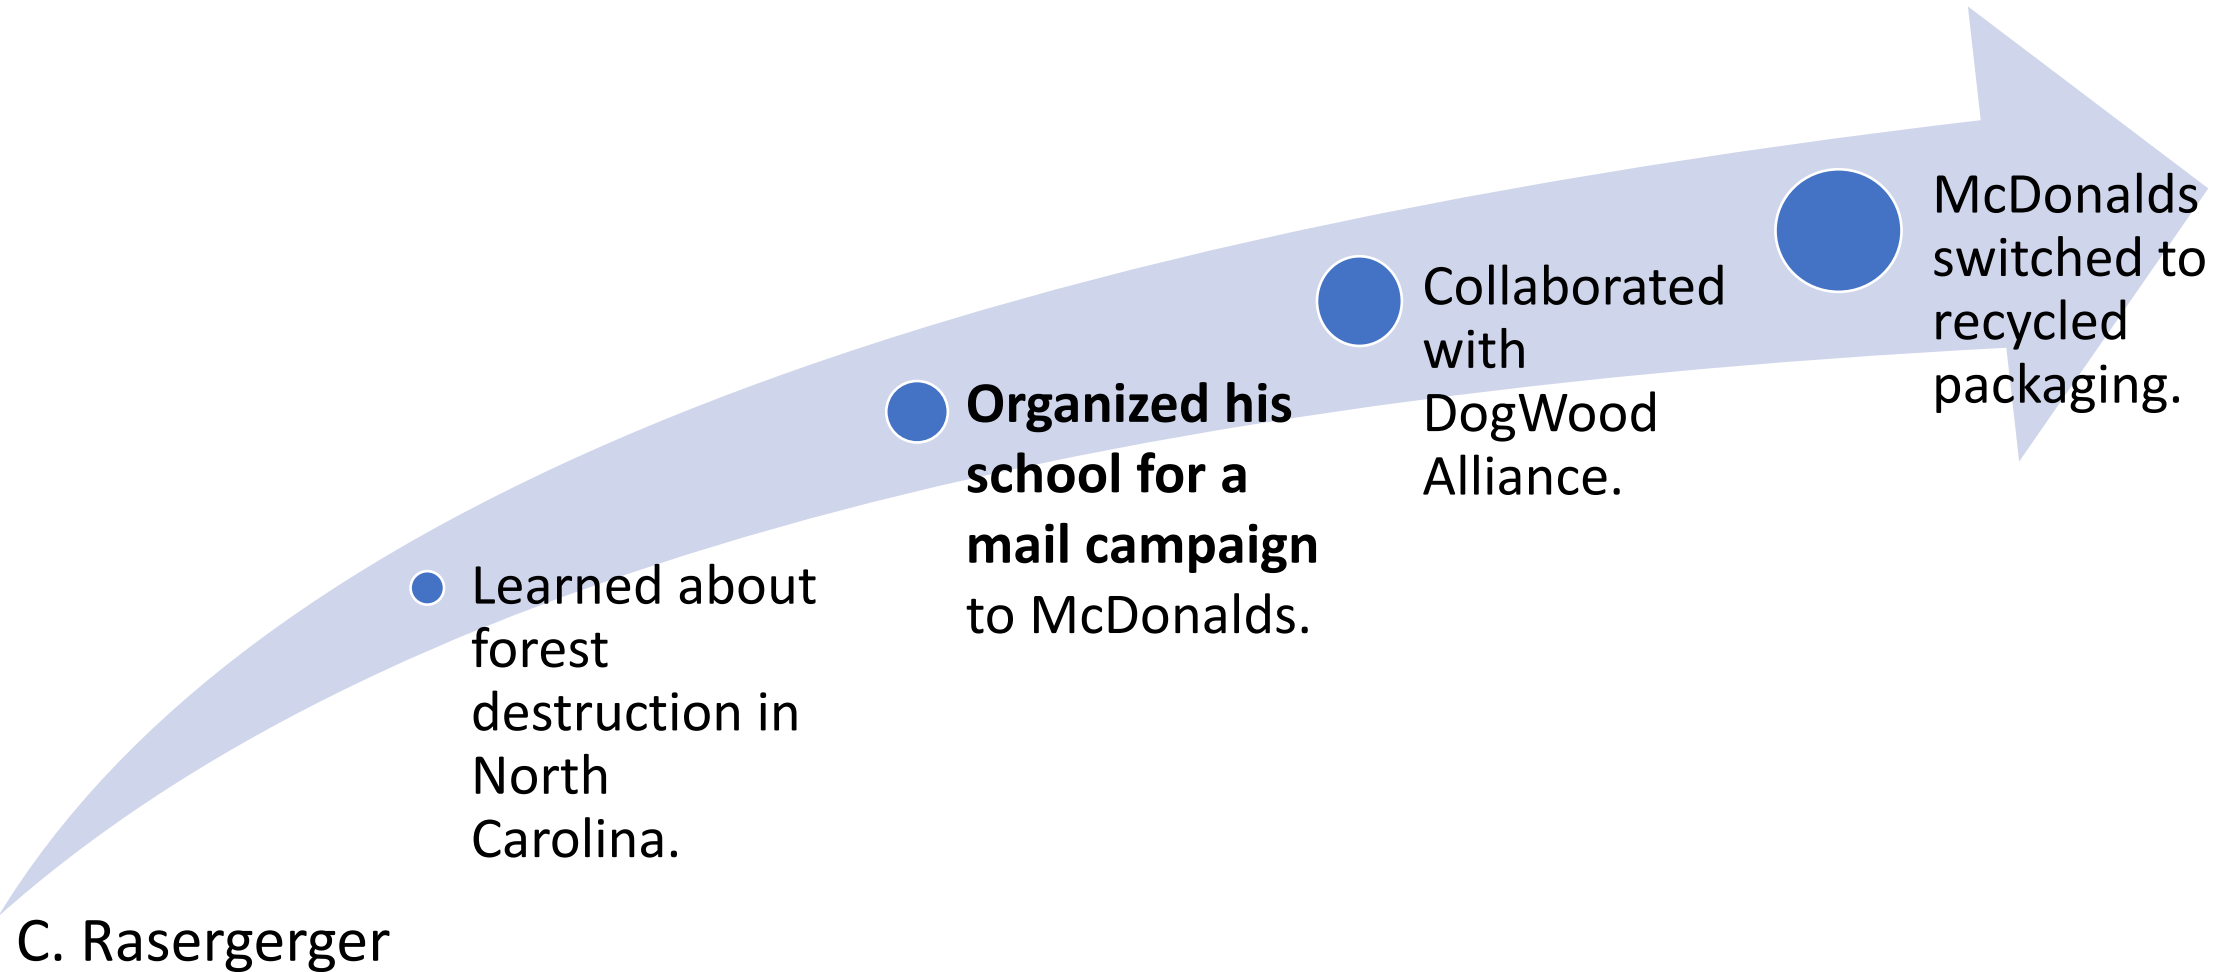 Learned about
forest
destruction in
North
Carolina.
Organized his
school for a
mail campaign
to McDonalds.
Collaborated
with
DogWood
Alliance.
McDonalds
switched to
recycled
packaging.
C. Rasergerger